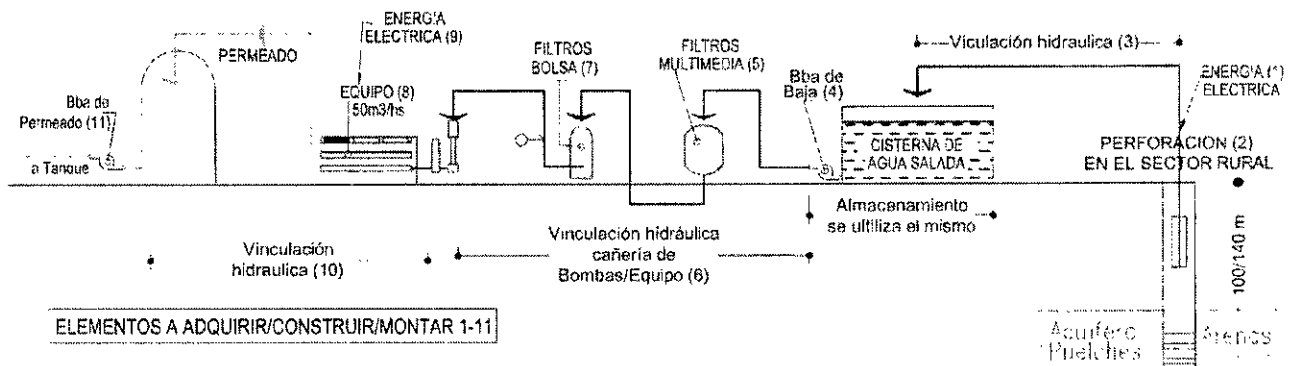 PERMEADO
Bba de
Permeado (11)
a Tanque
ENERGIA
ELECTRICA (9)
EQUIPO (8)
50m3/hs
FILTROS
BOLSA (7)
FILTROS
MULTIMEDIA (5)
Bba de
Baja (4)
Viculación hidraulica (3)
ENERGIA (1)
ELECTRICA
CISTERNA DE
AGUA SALADA
PERFORACION (2)
EN EL SECTOR RURAL
Almacenamiento
se ultiliza el mismo
Vinculación
hidraulica (10)
Vinculación hidráulica
cañería de
Bombas/Equipo (6)
100/140 m
ELEMENTOS A ADQUIRIR/CONSTRUIR/MONTAR 1-11
Acuífero
Puelches
Arenas